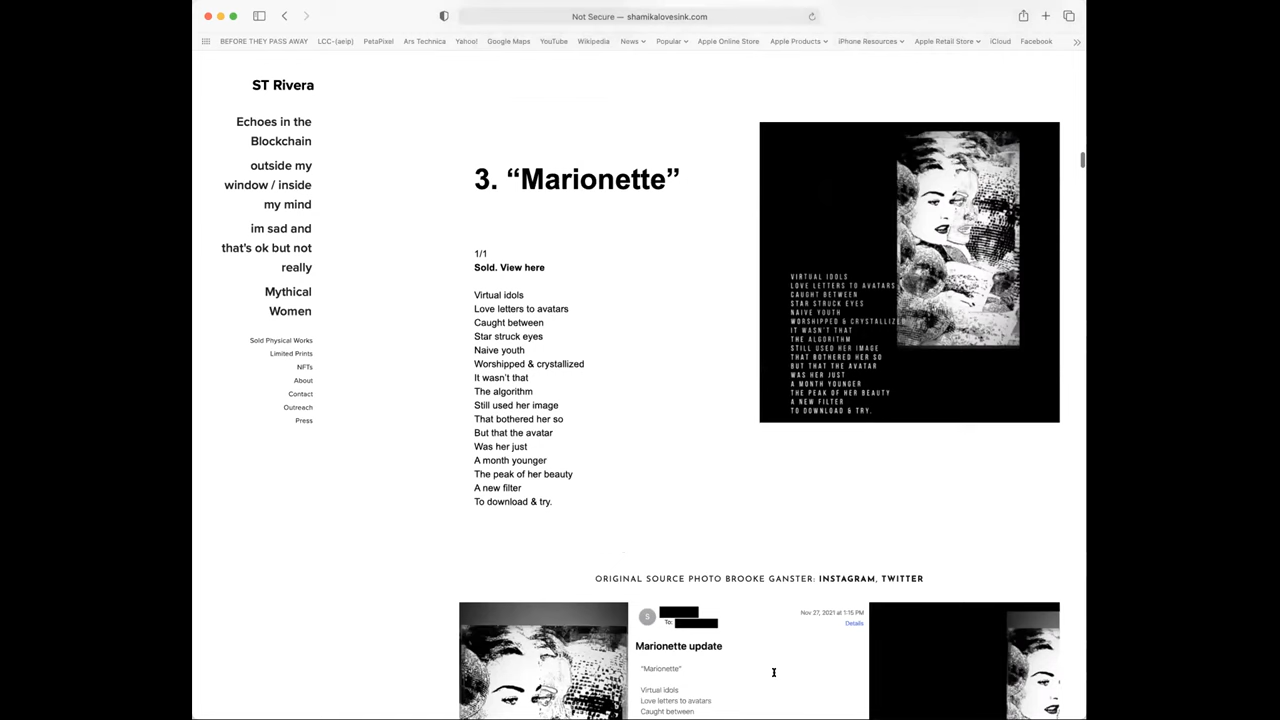 Not Secure — shamikalovesink.com
BEFORE THEY PASS AWAY LCC-(aeip) PetaPixel Ars Technica Yahoo! Google Maps YouTube Wikipedia News Popular Apple Online Store Apple Products iPhone Resources Apple Retail Store iCloud Facebook
ST Rivera
Echoes in the
Blockchain
outside my
window / inside
my mind
im sad and
that's ok but not
really
Mythical
Women
Sold Physical Works
Limited Prints
NFTs
About
Contact
Outreach
Press
3. “Marionette”
1/1
Sold. View here
Virtual idols
Love letters to avatars
Caught between
Star struck eyes
Naive youth
Worshipped & crystallized
It wasn't that
The algorithm
Still used her image
That bothered her so
But that the avatar
Was her just
A month younger
The peak of her beauty
A new filter
To download & try.
VIRTUAL IDOLS
LOVE LETTERS TO AVATARS
CAUGHT BETWEEN
STAR STRUCK EYES
NAIVE YOUTH
WORSHIPPED & CRYSTALLIZED
IT WASN'T THAT
THE ALGORITHM
STILL USED HER IMAGE
THAT BOTHERED HER SO
BUT THAT THE AVATAR
WAS HER JUST
A MONTH YOUNGER
THE PEAK OF HER BEAUTY
A NEW FILTER
TO DOWNLOAD & TRY.
ORIGINAL SOURCE PHOTO BROOKE GANSTER: INSTAGRAM, TWITTER
S
To:
Nov 27, 2021 at 1:15 PM
Details
Marionette update
"Marionette"
Virtual idols
Love letters to avatars
Caught between